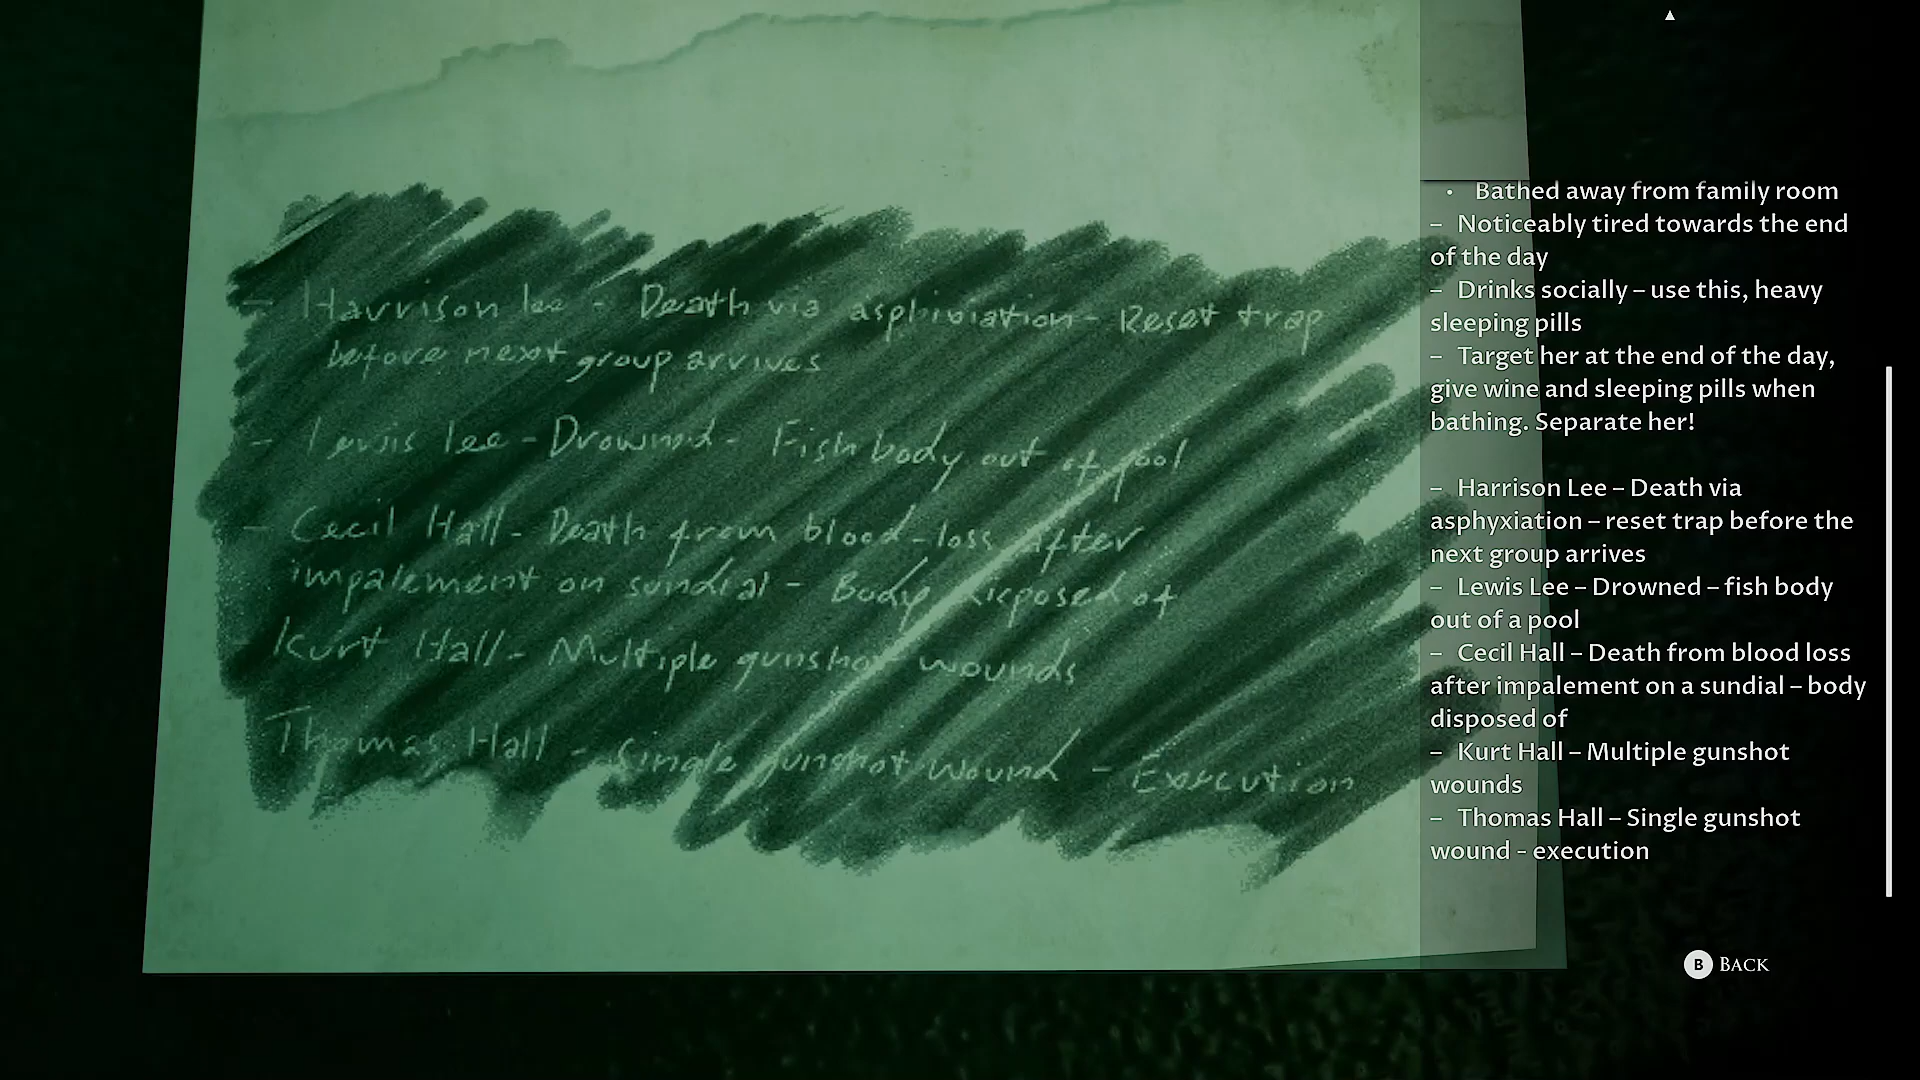 - Harrison Lee - Death via asphixiation - Reset trap
before next group arrives
- Lewis Lee - Drowned - Fish body out of pool
- Cecil Hall - Death from blood-loss after
impalement on sundial - Body disposed of
Kurt Hall - Multiple gunshot wounds
Thomas Hall - Single gunshot wound - Execution
• Bathed away from family room
– Noticeably tired towards the end
of the day
– Drinks socially – use this, heavy
sleeping pills
– Target her at the end of the day,
give wine and sleeping pills when
bathing. Separate her!
– Harrison Lee – Death via
asphyxiation – reset trap before the
next group arrives
– Lewis Lee – Drowned – fish body
out of a pool
– Cecil Hall – Death from blood loss
after impalement on a sundial – body
disposed of
– Kurt Hall – Multiple gunshot
wounds
– Thomas Hall – Single gunshot
wound - execution
B BACK